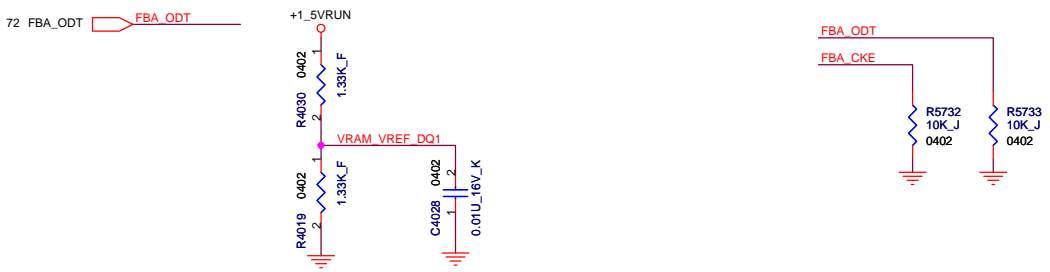 72 FBA_ODT
FBA_ODT
+1_5VRUN
1
0402
1.33K_F
R4030
2
VRAM_VREF_DQ1
1
0402
1.33K_F
R4019
2
0402
2
C4028
1
0.01U_16V_K
FBA_ODT
FBA_CKE
R5732
10K_J
0402
R5733
10K_J
0402